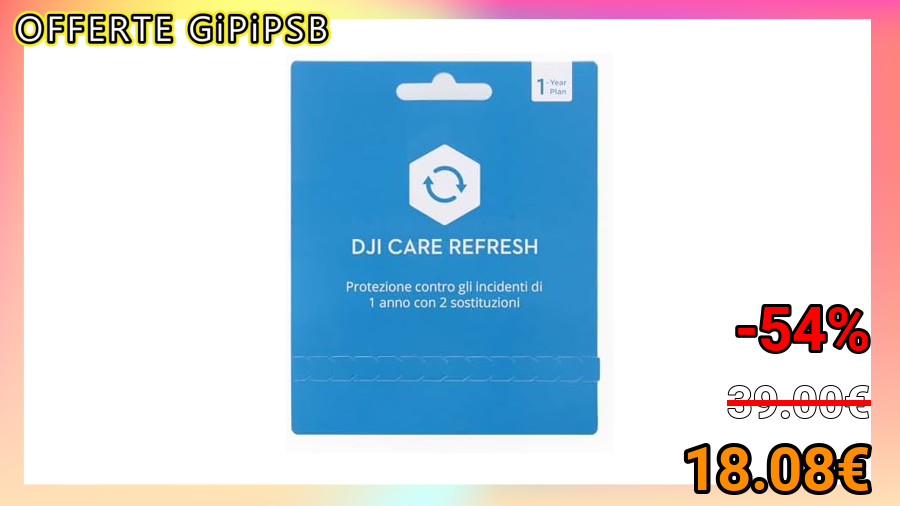 OFFERTE GiPiPSB
1-Year
Plan
DJI CARE REFRESH
Protezione contro gli incidenti di
1 anno con 2 sostituzioni
-54%
39.00€
18.08€